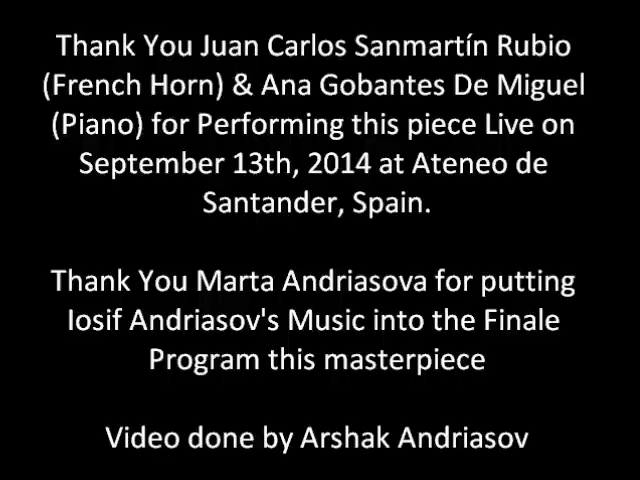 Thank You Juan Carlos Sanmartín Rubio
(French Horn) & Ana Gobantes De Miguel
(Piano) for Performing this piece Live on
September 13th, 2014 at Ateneo de
Santander, Spain.
Thank You Marta Andriasova for putting
Iosif Andriasov's Music into the Finale
Program this masterpiece
Video done by Arshak Andriasov